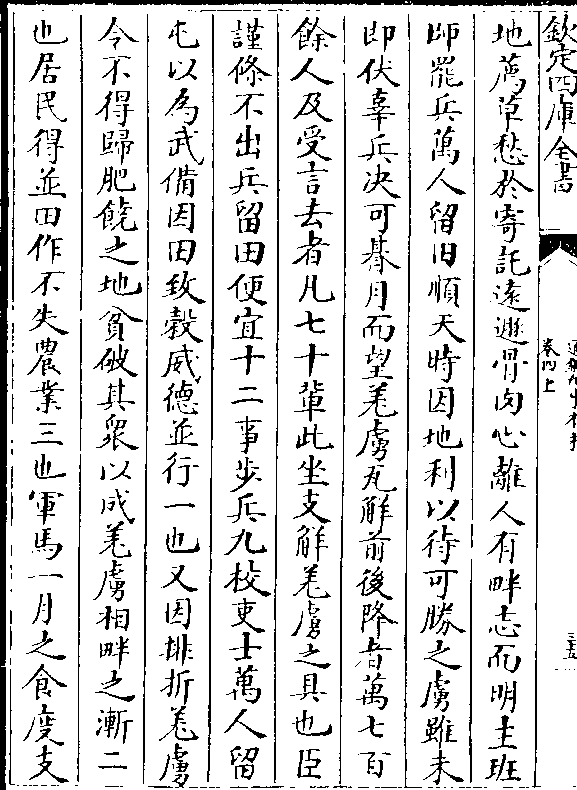 欽定四庫全書
卷四上
地薦草愁於寄託遠遯骨肉心離人有畔志而明主班
師罷兵萬人留田順天時因地利以待可勝之虜雖未
即伏辜兵决可朞月而望羌虜瓦解前後降者萬七百
餘人及受言去者凡七十輩此坐支解羌虜之具也臣
謹條不出兵留田便宜十二事步兵九校吏士萬人留
屯以為武備因田致穀威德並行一也又因排折羌虜
令不得歸肥饒之地貧破其衆以成羌虜相畔之漸二
也居民得並田作不失農業三也軍馬一月之食度支